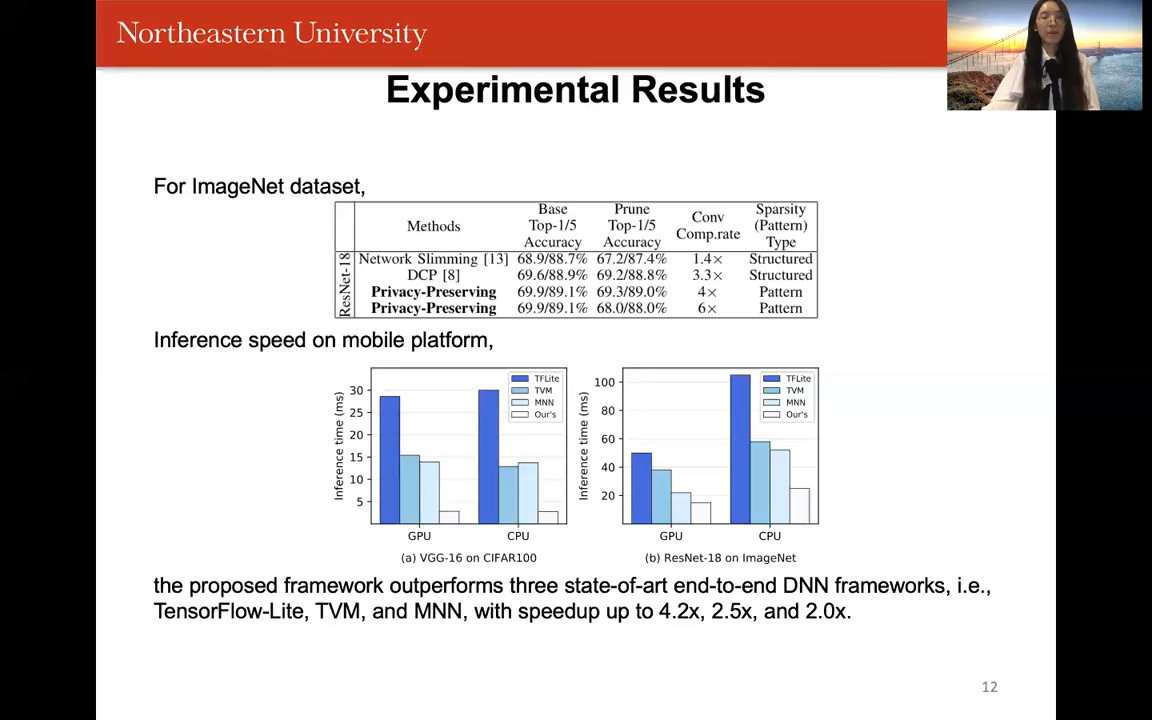 Northeastern University
Experimental Results
For ImageNet dataset,
ResNet-18
Methods Base Top-1/5 Accuracy Prune Top-1/5 Accuracy Conv Comp.rate Sparsity (Pattern) Type
Network Slimming [13] 68.9/88.7% 67.2/87.4% 1.4× Structured
DCP [8] 69.6/88.9% 69.2/88.8% 3.3× Structured
Privacy-Preserving 69.9/89.1% 69.3/89.0% 4× Pattern
Privacy-Preserving 69.9/89.1% 68.0/88.0% 6× Pattern
Inference speed on mobile platform,
Inference time (ms)
30
25
20
15
10
5
TFLite
TVM
MNN
Our's
GPU CPU
(a) VGG-16 on CIFAR100
Inference time (ms)
100
80
60
40
20
TFLite
TVM
MNN
Our's
GPU CPU
(b) ResNet-18 on ImageNet
the proposed framework outperforms three state-of-art end-to-end DNN frameworks, i.e.,
TensorFlow-Lite, TVM, and MNN, with speedup up to 4.2x, 2.5x, and 2.0x.
12